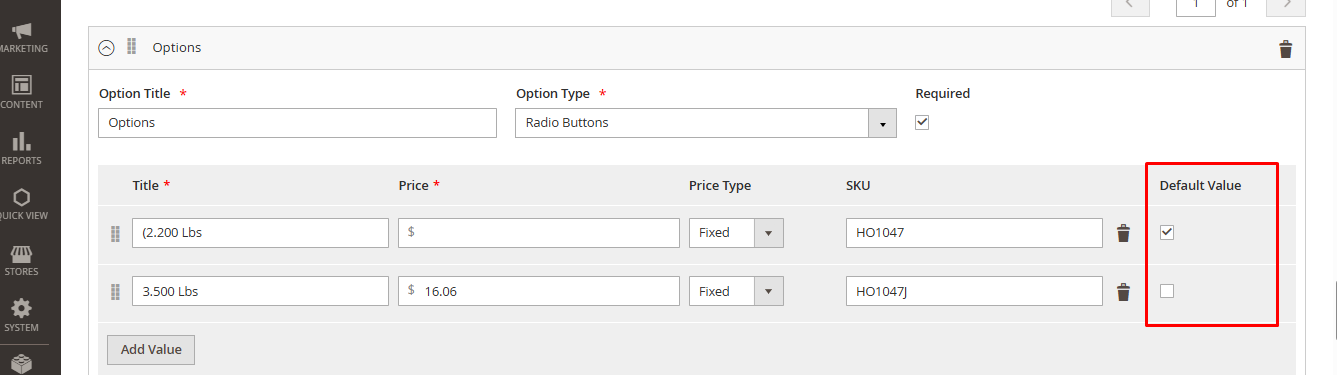 1 of 1
MARKETING
CONTENT
REPORTS
QUICK VIEW
STORES
SYSTEM
Options
Option Title *
Option Type *
Required
Options
Radio Buttons
Title * Price * Price Type SKU Default Value
(2.200 Lbs $ Fixed HO1047
3.500 Lbs $ 16.06 Fixed HO1047J
Add Value